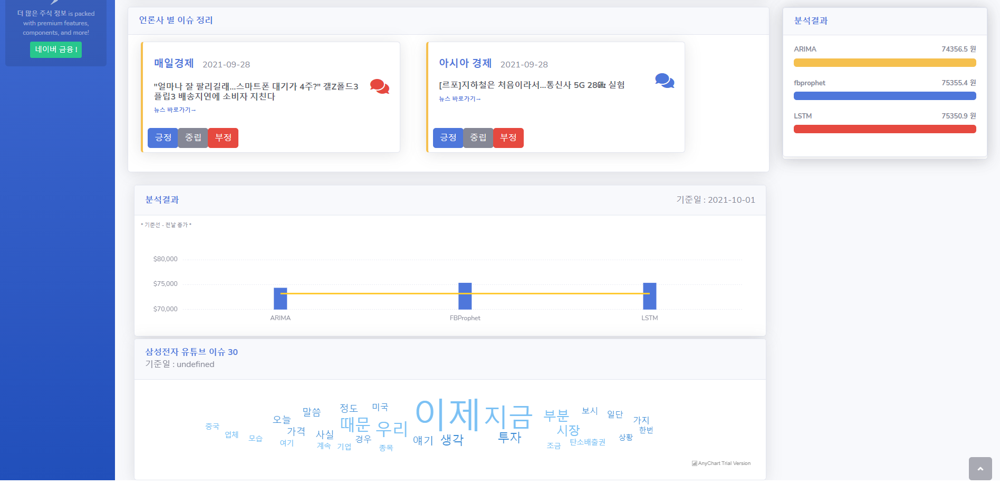 더 많은 주식 정보 is packed
with premium features,
components, and more!
네이버 금융 !
언론사 별 이슈 정리
매일경제 2021-09-28
"얼마나 잘 팔리길래...스마트폰 대기가 4주?" 갤Z폴드3
플립3 배송지연에 소비자 지친다
뉴스 바로가기→
긍정 중립 부정
아시아 경제 2021-09-28
[르포]지하철은 처음이라서...통신사 5G 28㎓ 실험
뉴스 바로가기→
긍정 중립 부정
분석결과
ARIMA 74356.5 원
fbprophet 75355.4 원
LSTM 75350.9 원
분석결과 기준일 : 2021-10-01
* 기준선 - 전날 종가 *
$80,000
$75,000
$70,000
ARIMA FBProphet LSTM
삼성전자 유튜브 이슈 30
기준일 : undefined
중국
업체
모습
오늘
여기
말씀
가격
사실
계속
정도
때문
기업
경우
미국
우리
종목
이제
얘기
생각
지금
투자
부분
시장
조금
보시
탄소배출권
일단
상황
가지
한번
AnyChart Trial Version